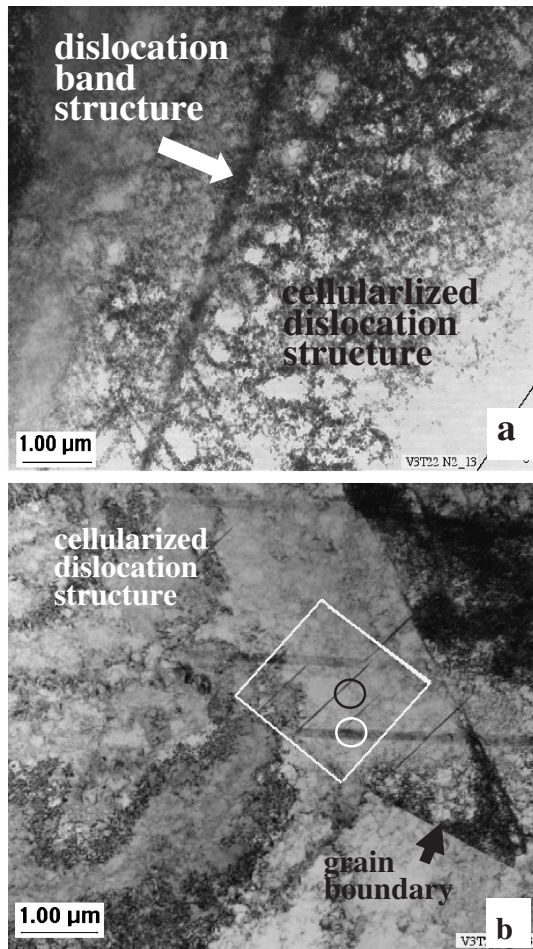 dislocation
band
structure
cellularlized
dislocation
structure
1.00 µm
a
V3T22 N2_13
cellularized
dislocation
structure
grain
boundary
1.00 µm
b
V3T